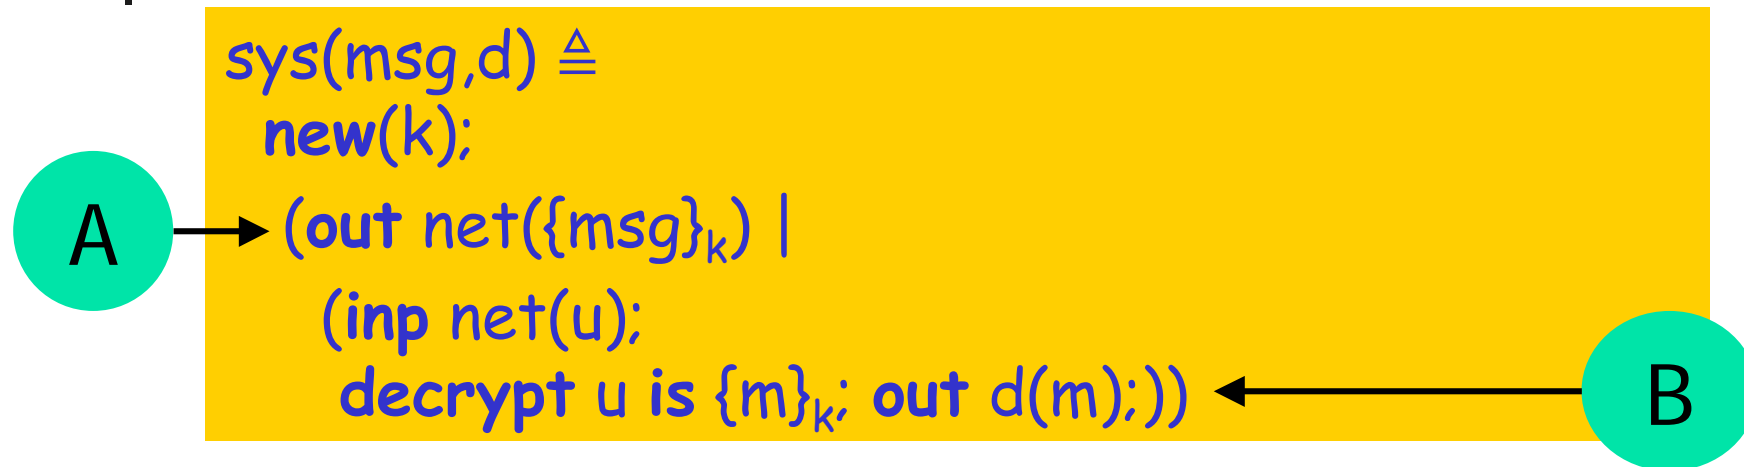 sys(msg,d) ≜
new(k);
A
(out net({msg}k) |
(inp net(u);
decrypt u is {m}k; out d(m);))
B